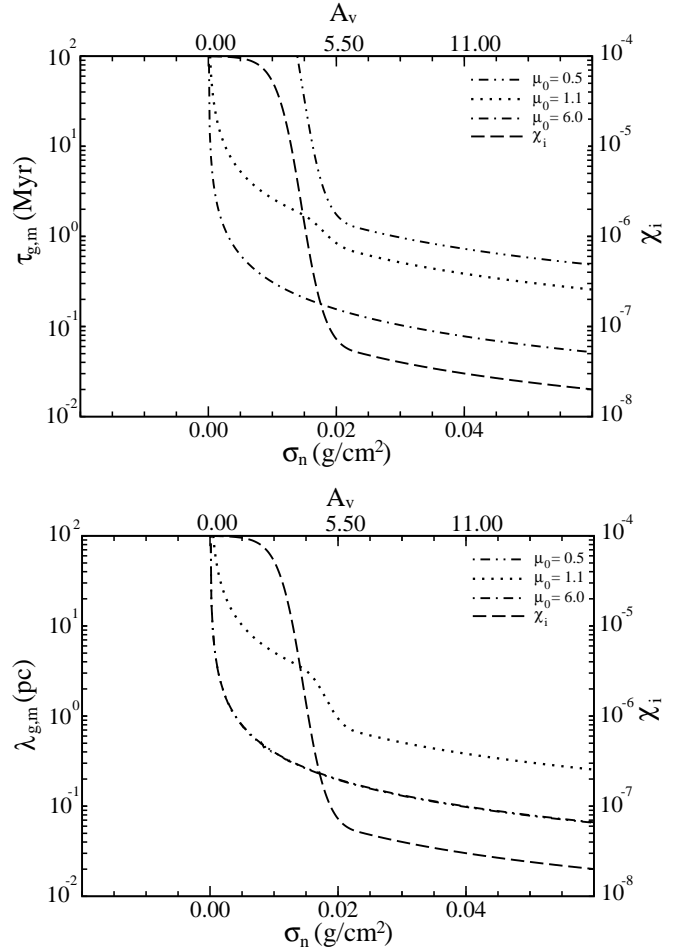 A_v
0.00 5.50 11.00
10^2 10^-4
μ_0 = 0.5
μ_0 = 1.1
μ_0 = 6.0
χ_i
10^1 10^-5
τ_g,m (Myr) 10^0 10^-6 χ_i
10^-1 10^-7
10^-2 10^-8
0.00 0.02 0.04
σ_n (g/cm^2)
A_v
0.00 5.50 11.00
10^2 10^-4
μ_0 = 0.5
μ_0 = 1.1
μ_0 = 6.0
χ_i
10^1 10^-5
λ_g,m (pc) 10^0 10^-6 χ_i
10^-1 10^-7
10^-2 10^-8
0.00 0.02 0.04
σ_n (g/cm^2)